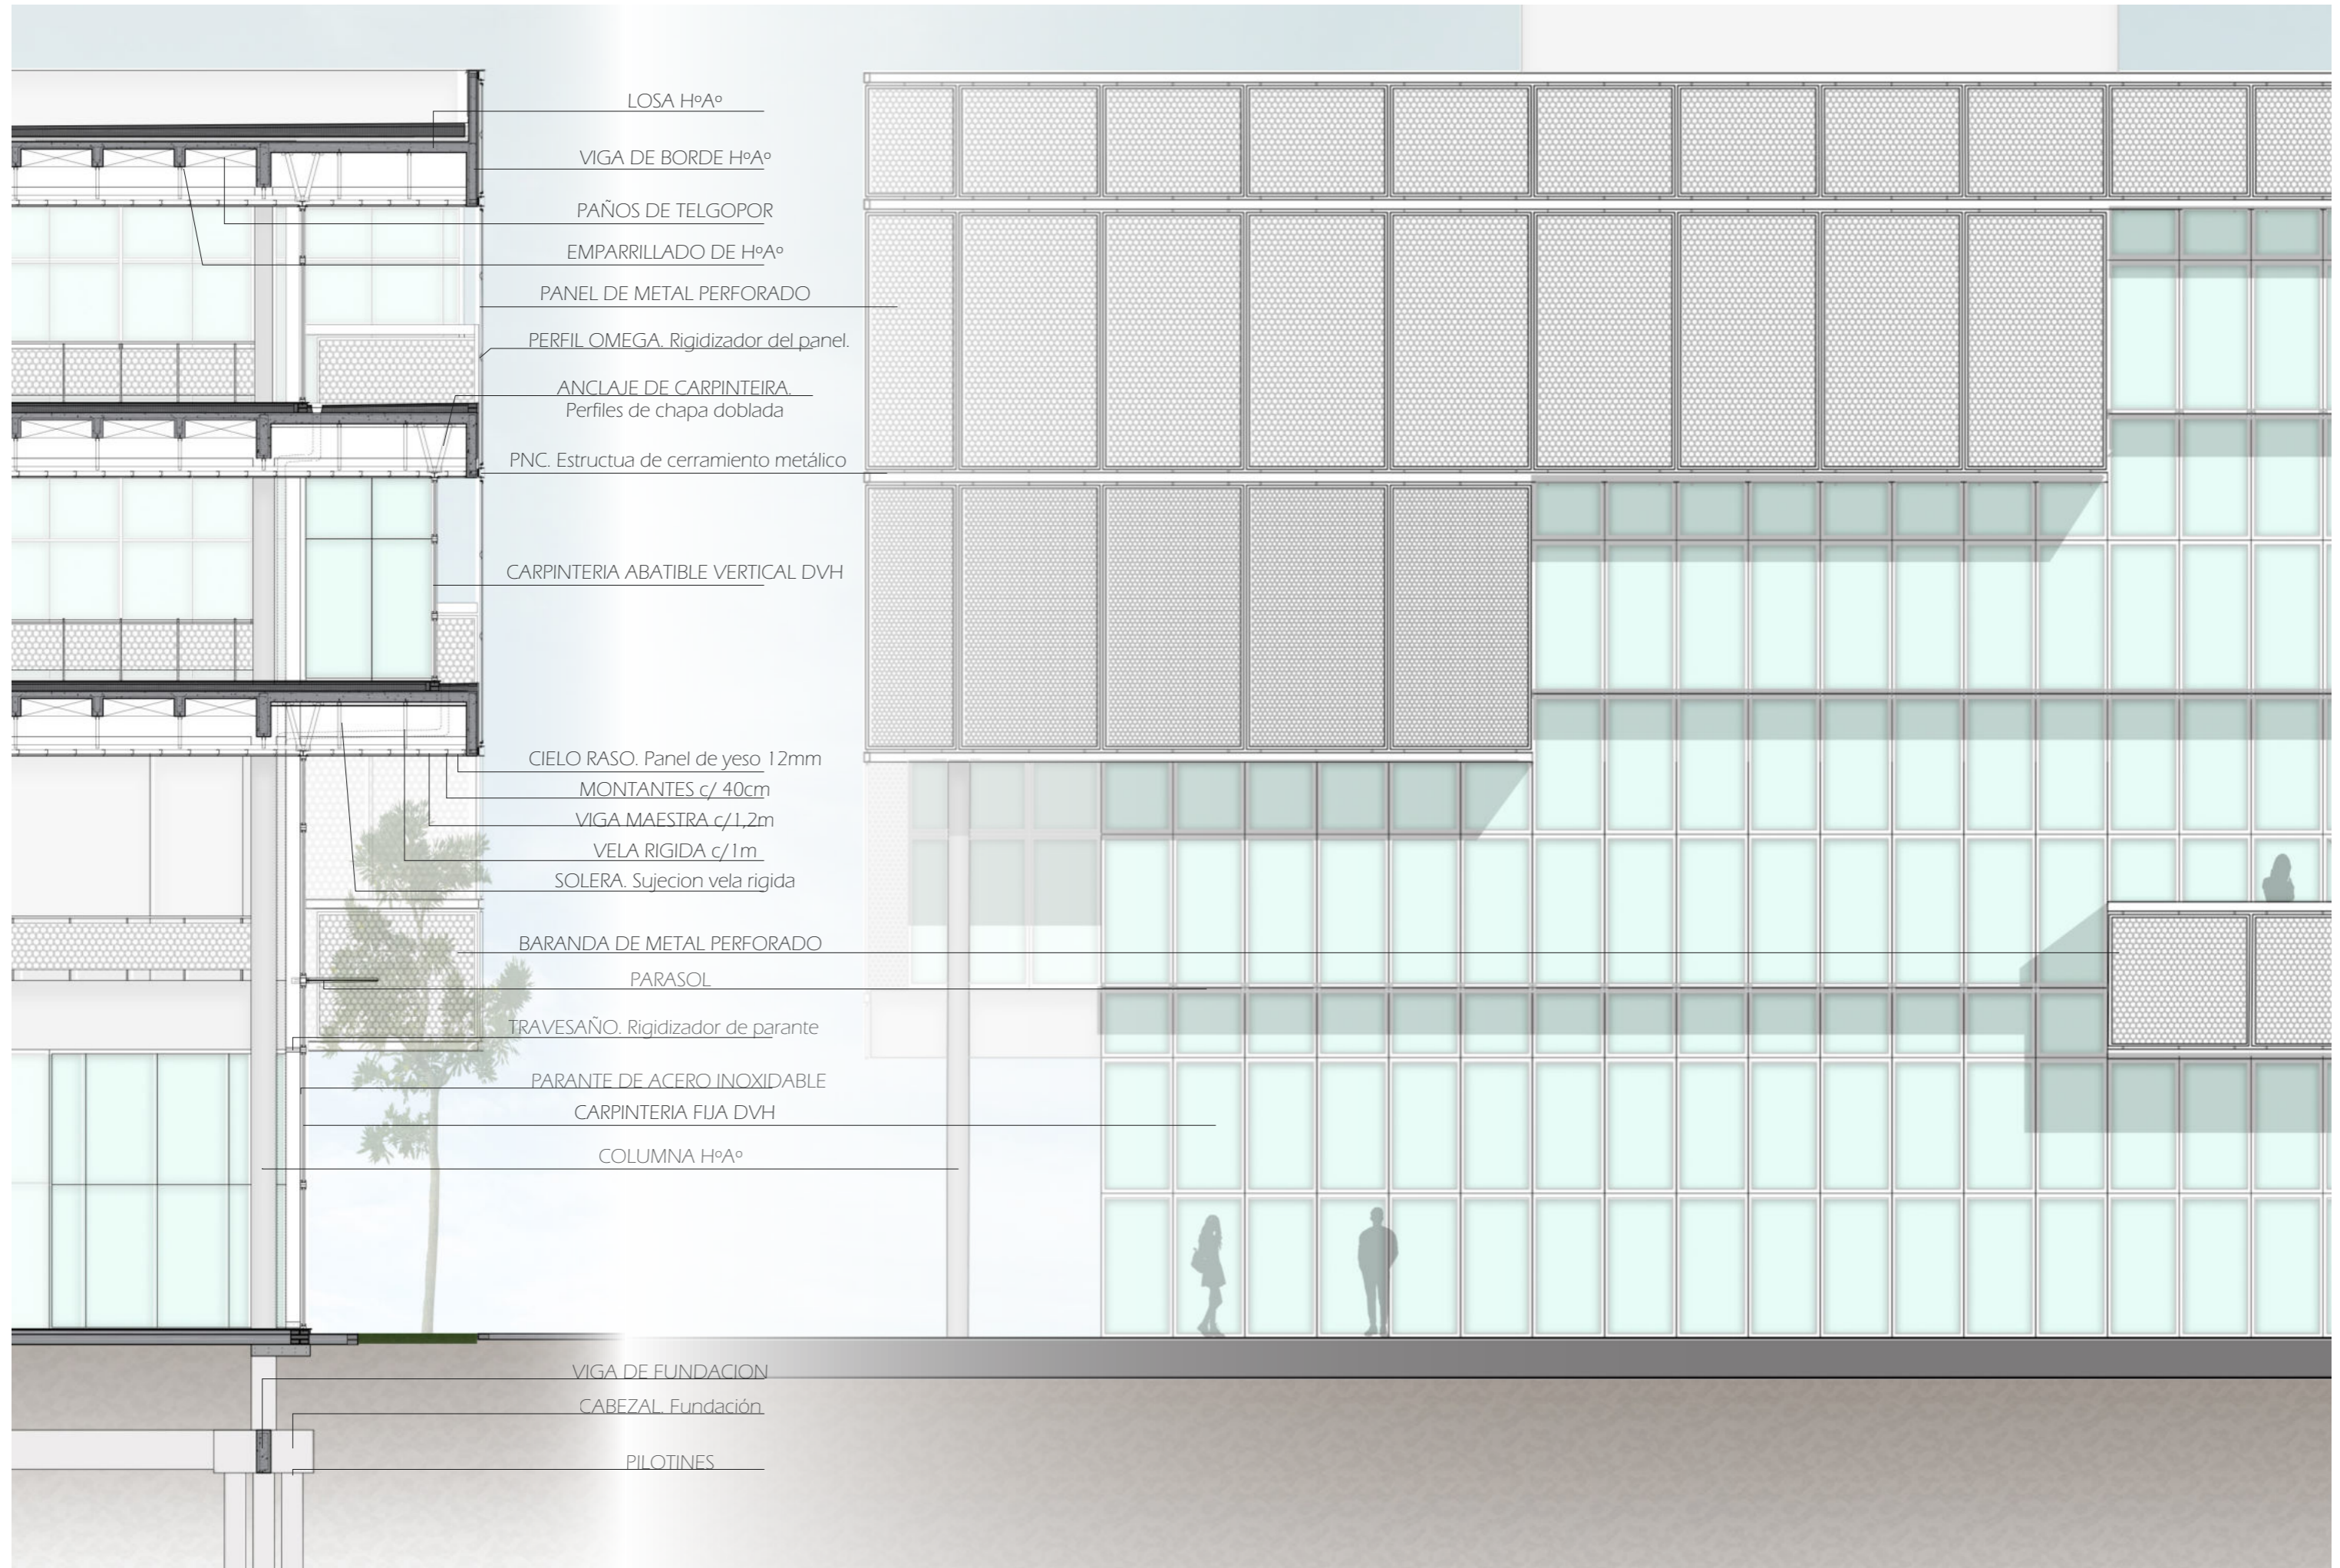 LOSA HºAº
VIGA DE BORDE HºAº
PAÑOS DE TELGOPOR
EMPARRILLADO DE HºAº
PANEL DE METAL PERFORADO
PERFIL OMEGA. Rigidizador del panel.
ANCLAJE DE CARPINTEIRA.
Perfiles de chapa doblada
PNC. Estructua de cerramiento metálico
CARPINTERIA ABATIBLE VERTICAL DVH
CIELO RASO. Panel de yeso 12mm
MONTANTES c/ 40cm
VIGA MAESTRA c/1,2m
VELA RIGIDA c/1m
SOLERA. Sujecion vela rigida
BARANDA DE METAL PERFORADO
PARASOL
TRAVESAÑO. Rigidizador de parante
PARANTE DE ACERO INOXIDABLE
CARPINTERIA FIJA DVH
COLUMNA HºAº
VIGA DE FUNDACION
CABEZAL. Fundación
PILOTINES